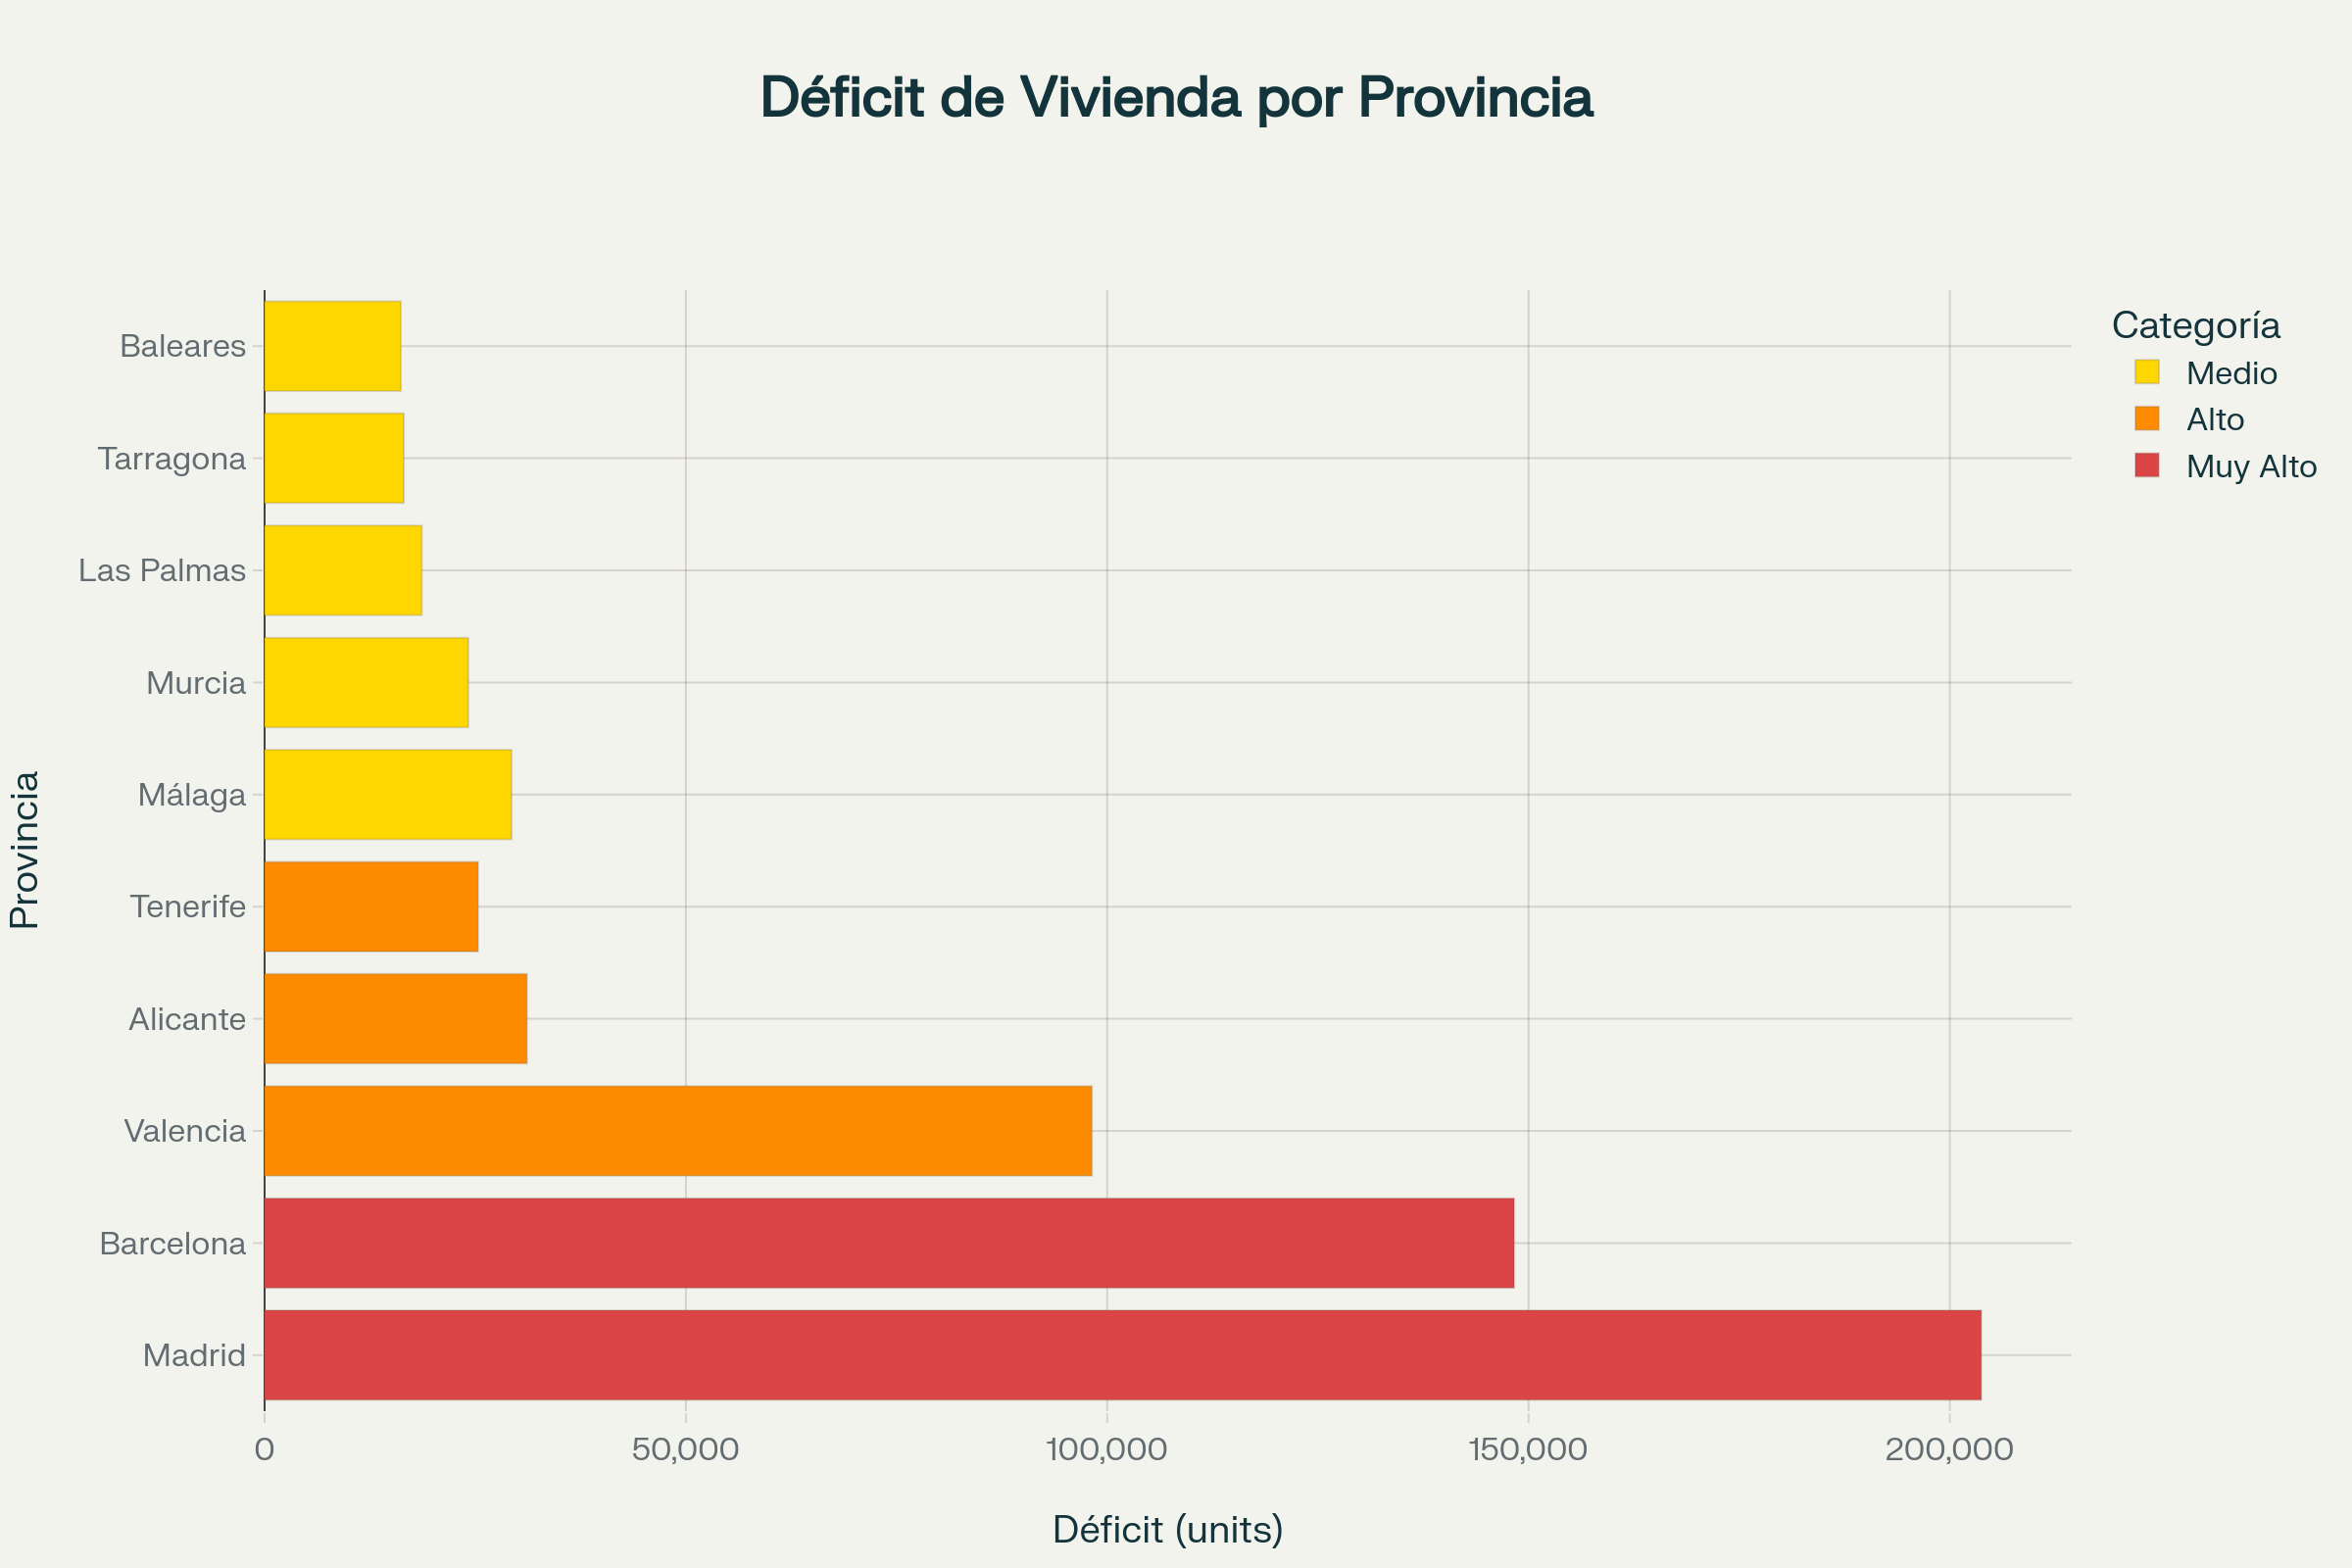 Déficit de Vivienda por Provincia
Categoría
Medio
Alto
Muy Alto
Provincia
Baleares
Tarragona
Las Palmas
Murcia
Málaga
Tenerife
Alicante
Valencia
Barcelona
Madrid
0 50,000 100,000 150,000 200,000
Déficit (units)